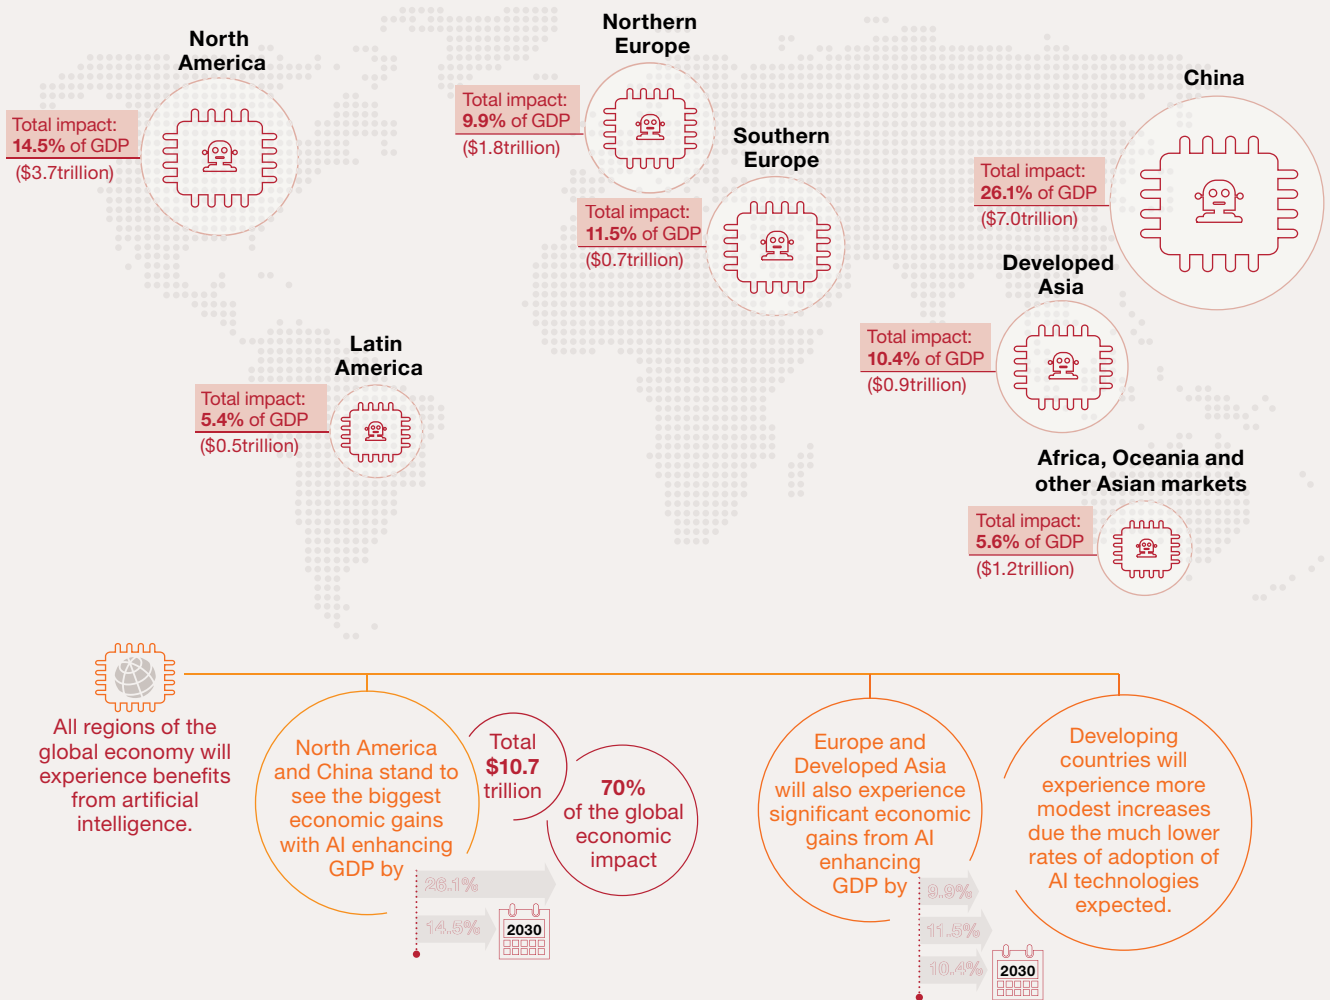 North
America
Total impact:
14.5% of GDP
($3.7trillion)
Northern
Europe
Total impact:
9.9% of GDP
($1.8trillion)
Southern
Europe
Total impact:
11.5% of GDP
($0.7trillion)
China
Total impact:
26.1% of GDP
($7.0trillion)
Developed
Asia
Total impact:
10.4% of GDP
($0.9trillion)
Latin
America
Total impact:
5.4% of GDP
($0.5trillion)
Africa, Oceania and
other Asian markets
Total impact:
5.6% of GDP
($1.2trillion)
All regions of the
global economy will
experience benefits
from artificial
intelligence.
North America
and China stand to
see the biggest
economic gains
with AI enhancing
GDP by
26.1%
14.5%
2030
Total
$10.7
trillion
70%
of the global
economic
impact
Europe and
Developed Asia
will also experience
significant economic
gains from AI
enhancing
GDP by
9.9%
11.5%
10.4%
2030
Developing
countries will
experience more
modest increases
due the much lower
rates of adoption of
AI technologies
expected.